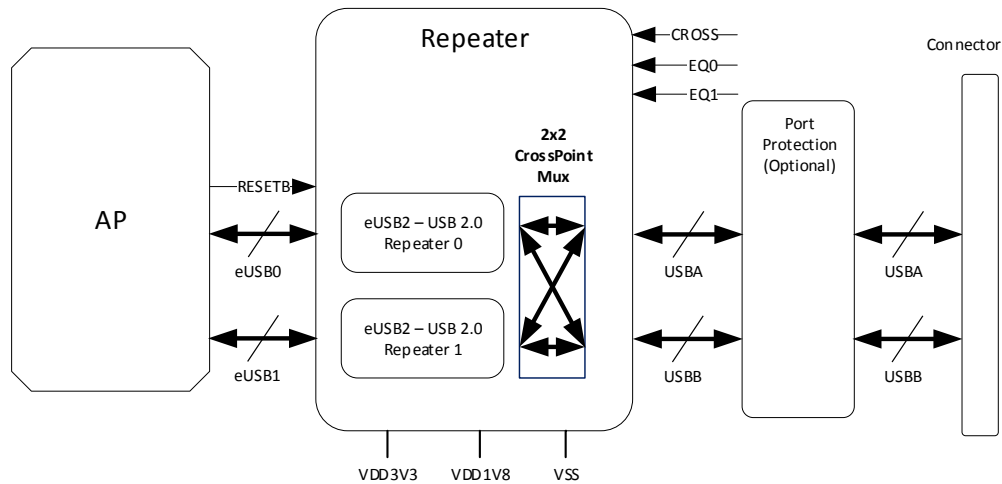 Repeater
CROSS
EQ0
EQ1
Connector
Port
Protection
(Optional)
2x2
CrossPoint
Mux
AP
RESETB
eUSB0
eUSB2 – USB 2.0
Repeater 0
USBA
USBA
eUSB1
eUSB2 – USB 2.0
Repeater 1
USBB
USBB
VDD3V3
VDD1V8
VSS